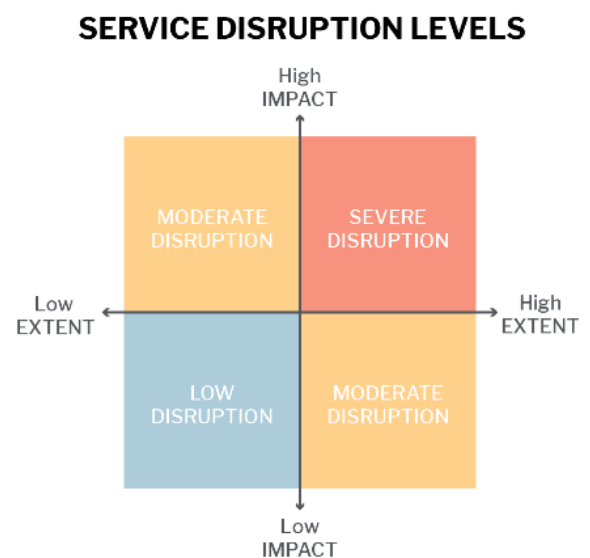 SERVICE DISRUPTION LEVELS
High
IMPACT
MODERATE
DISRUPTION
SEVERE
DISRUPTION
Low
EXTENT
High
EXTENT
LOW
DISRUPTION
MODERATE
DISRUPTION
Low
IMPACT